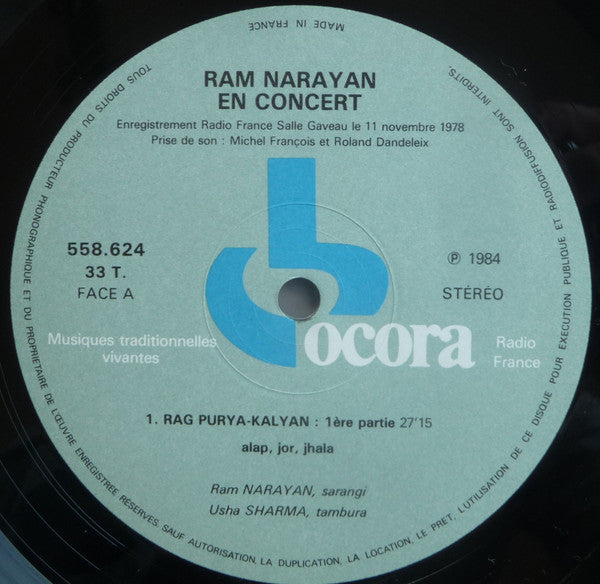 MADE IN FRANCE
TOUS DROITS DU PRODUCTEUR PHONOGRAPHIQUE ET DU PROPRIETAIRE DE L'ŒUVRE ENREGISTRÉE RÉSERVÉS. SAUF AUTORISATION, LA DUPLICATION, LA LOCATION, LE PRET, L'UTILISATION DE CE DISQUE POUR EXECUTION PUBLIQUE ET RADIODIFFUSION SONT INTERDITS.
RAM NARAYAN
EN CONCERT
Enregistrement Radio France Salle Gaveau le 11 novembre 1978
Prise de son : Michel François et Roland Dandeleix
558.624
33 T.
FACE A
℗ 1984
STÉRÉO
Musiques traditionnelles
vivantes
ocora
Radio
France
1. RAG PURYA-KALYAN : 1ère partie 27'15
alap, jor, jhala
Ram NARAYAN, sarangi
Usha SHARMA, tambura